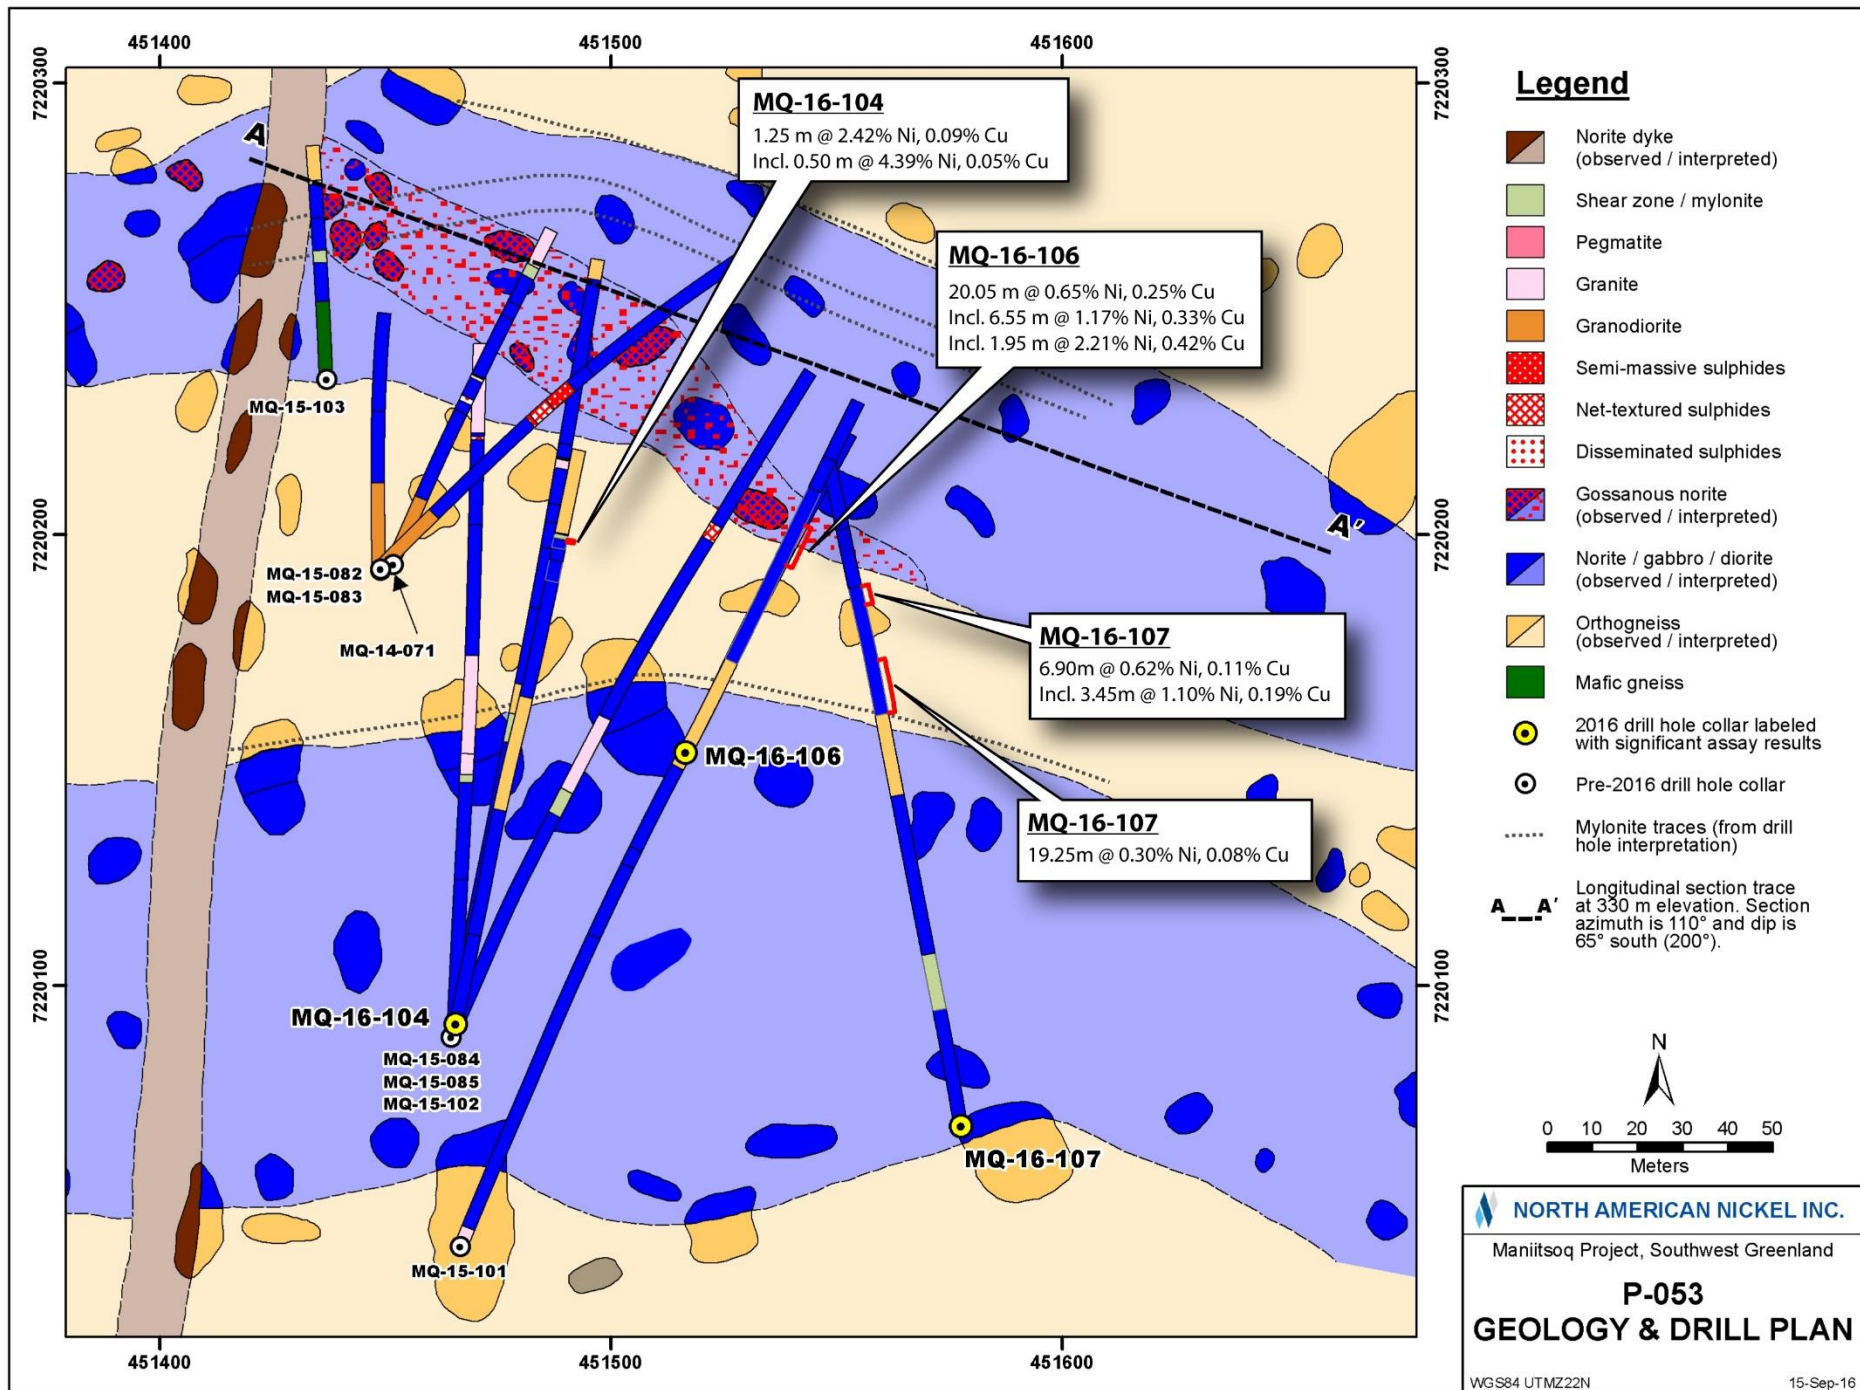 451400
451500
451600
7220300
7220300
A
MQ-16-104
1.25 m @ 2.42% Ni, 0.09% Cu
Incl. 0.50 m @ 4.39% Ni, 0.05% Cu
MQ-16-106
20.05 m @ 0.65% Ni, 0.25% Cu
Incl. 6.55 m @ 1.17% Ni, 0.33% Cu
Incl. 1.95 m @ 2.21% Ni, 0.42% Cu
MQ-15-103
7220200
7220200
A'
MQ-15-082
MQ-15-083
MQ-14-071
MQ-16-107
6.90m @ 0.62% Ni, 0.11% Cu
Incl. 3.45m @ 1.10% Ni, 0.19% Cu
MQ-16-106
MQ-16-107
19.25m @ 0.30% Ni, 0.08% Cu
7220100
7220100
MQ-16-104
MQ-15-084
MQ-15-085
MQ-15-102
MQ-16-107
MQ-15-101
451400
451500
451600
Legend
Norite dyke
(observed / interpreted)
Shear zone / mylonite
Pegmatite
Granite
Granodiorite
Semi-massive sulphides
Net-textured sulphides
Disseminated sulphides
Gossanous norite
(observed / interpreted)
Norite / gabbro / diorite
(observed / interpreted)
Orthogneiss
(observed / interpreted)
Mafic gneiss
2016 drill hole collar labeled
with significant assay results
Pre-2016 drill hole collar
Mylonite traces (from drill
hole interpretation)
A A'
Longitudinal section trace
at 330 m elevation. Section
azimuth is 110° and dip is
65° south (200°).
N
0 10 20 30 40 50
Meters
NORTH AMERICAN NICKEL INC.
Maniitsoq Project, Southwest Greenland
P-053
GEOLOGY & DRILL PLAN
WGS84 UTMZ22N
15-Sep-16